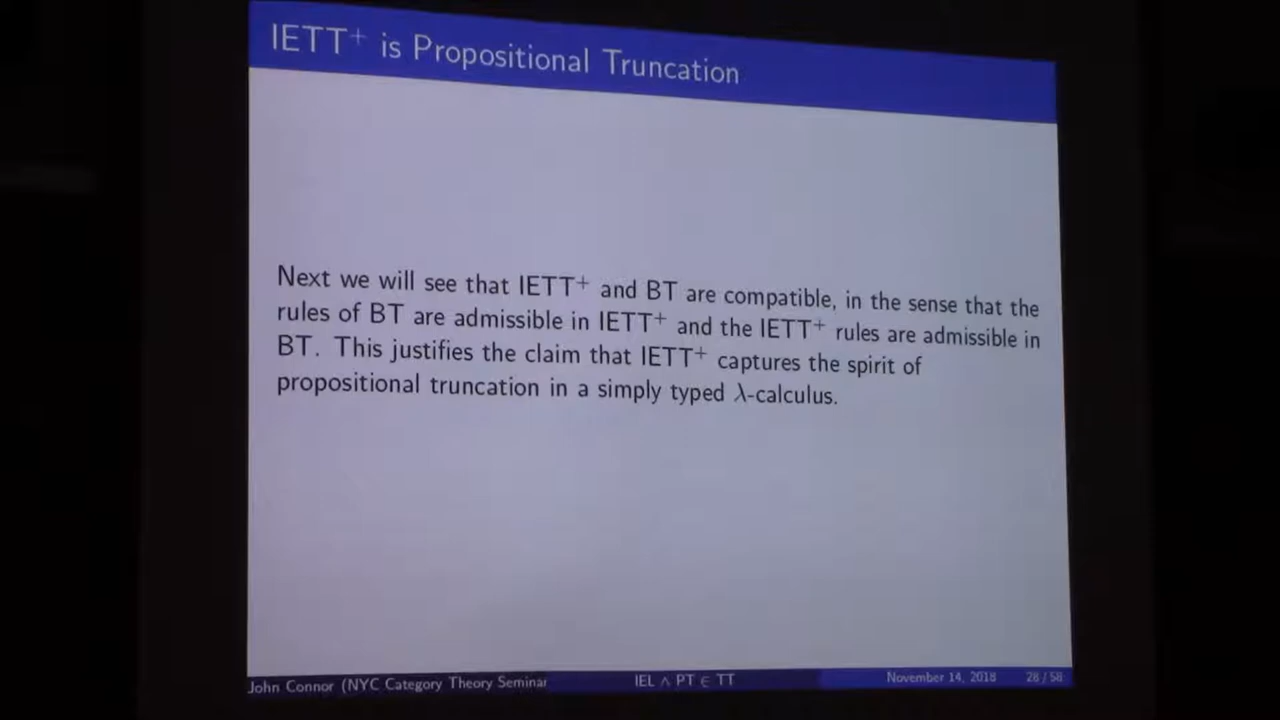 IETT⁺ is Propositional Truncation
Next we will see that IETT⁺ and BT are compatible, in the sense that the
rules of BT are admissible in IETT⁺ and the IETT⁺ rules are admissible in
BT. This justifies the claim that IETT⁺ captures the spirit of
propositional truncation in a simply typed λ-calculus.
John Connor (NYC Category Theory Seminar
IEL ∧ PT ∈ TT
November 14, 2018
28 / 58